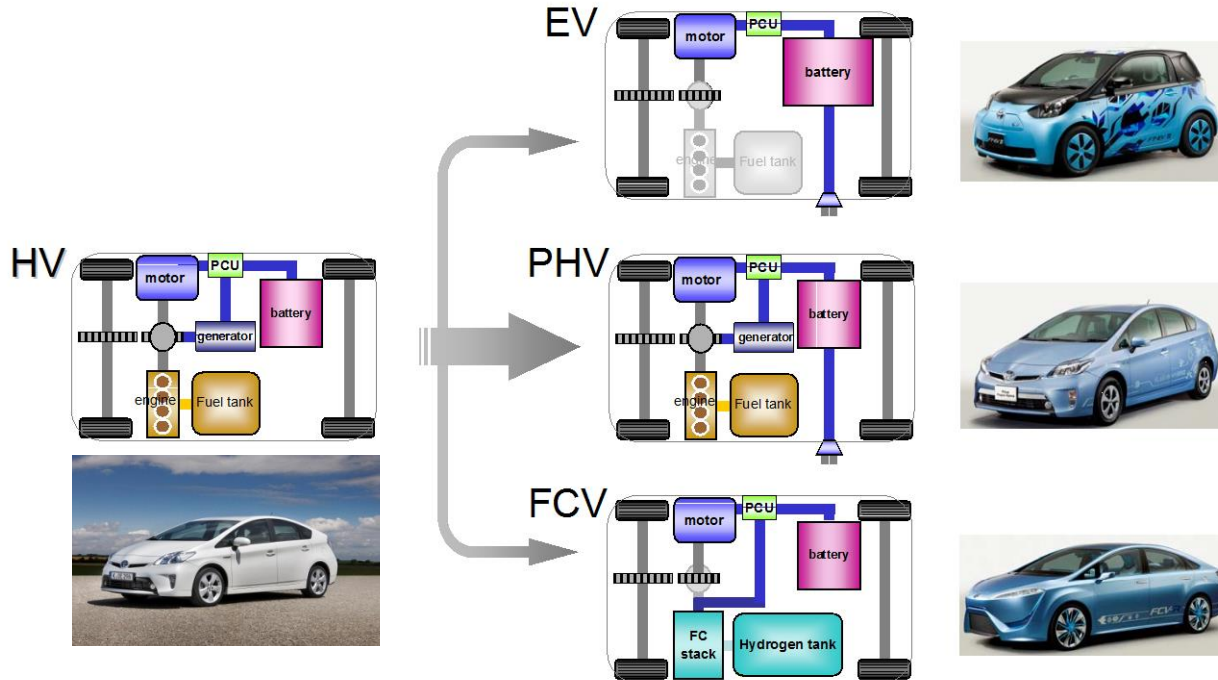 EV
motor
PCU
battery
engine
Fuel tank
HV
motor
PCU
battery
generator
engine
Fuel tank
PHV
motor
PCU
battery
generator
engine
Fuel tank
FCV
motor
PCU
battery
FC
stack
Hydrogen tank